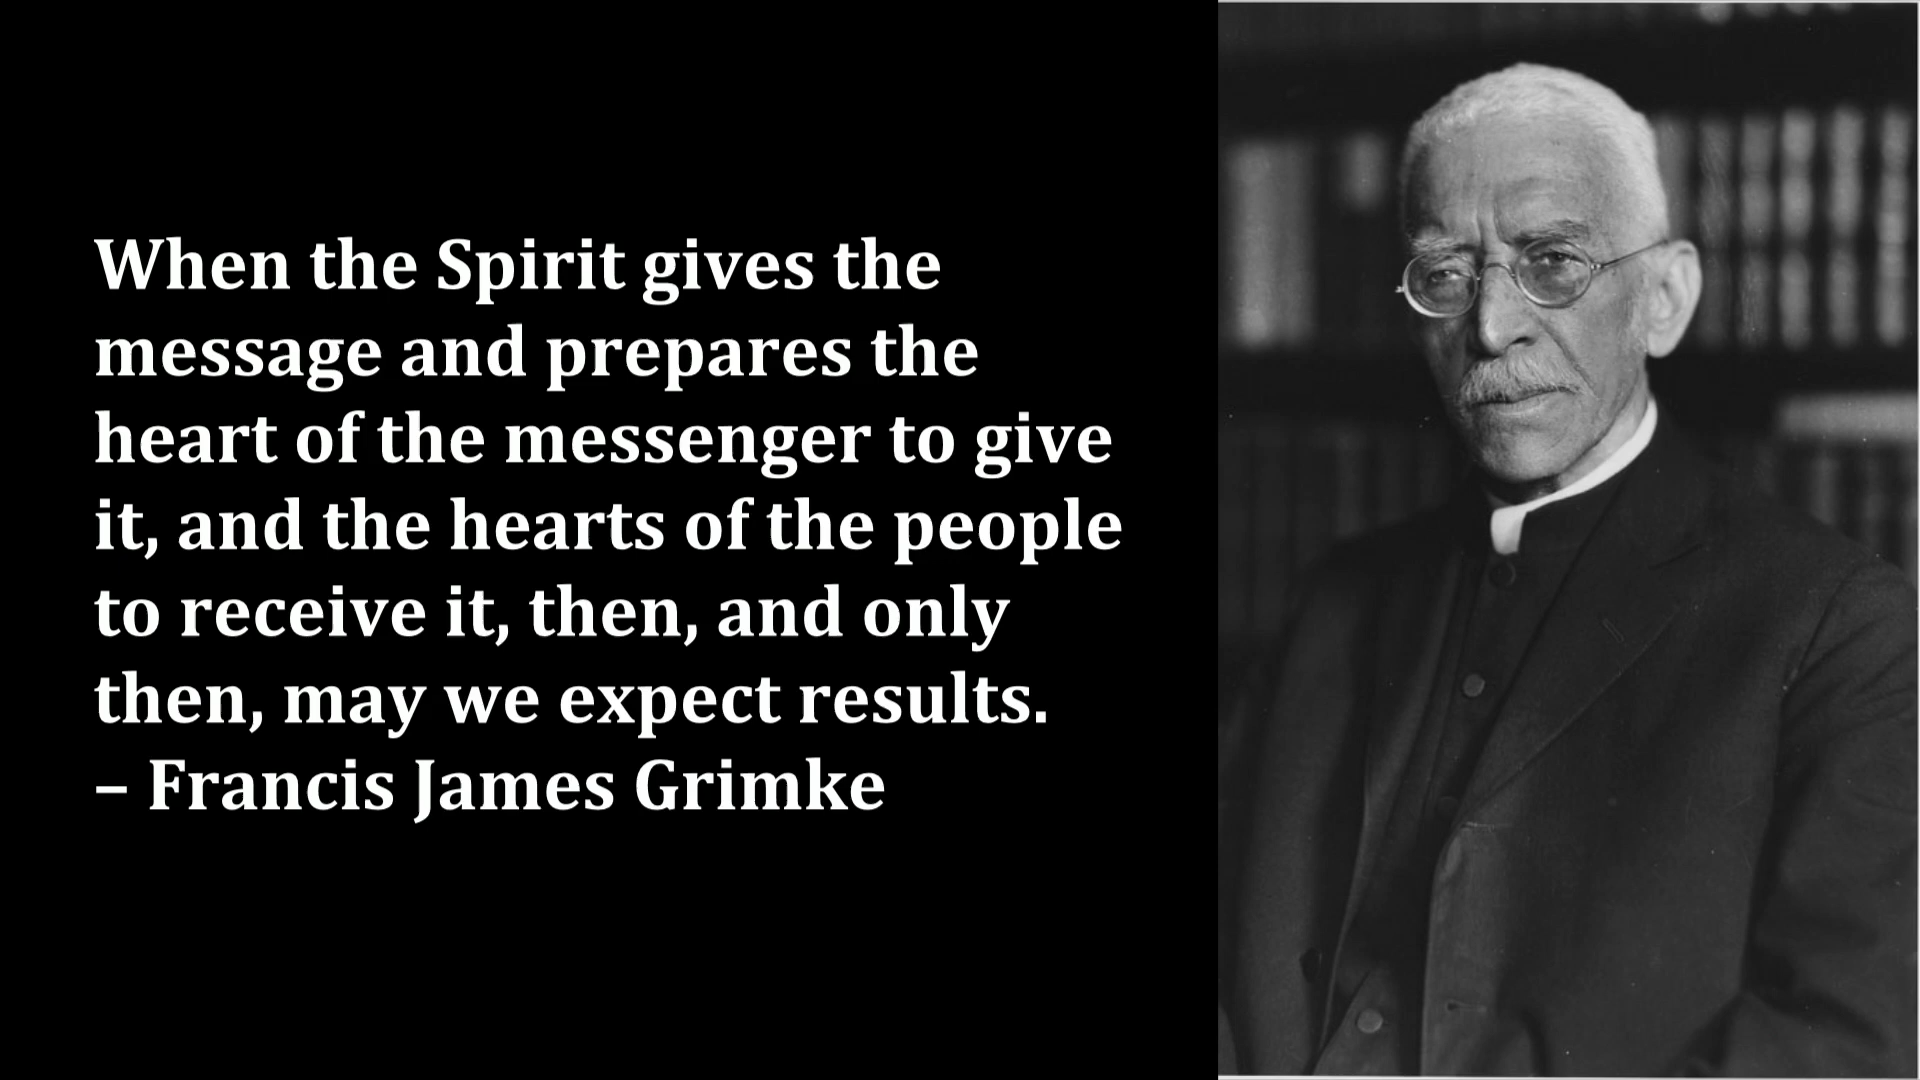 When the Spirit gives the
message and prepares the
heart of the messenger to give
it, and the hearts of the people
to receive it, then, and only
then, may we expect results.
– Francis James Grimke